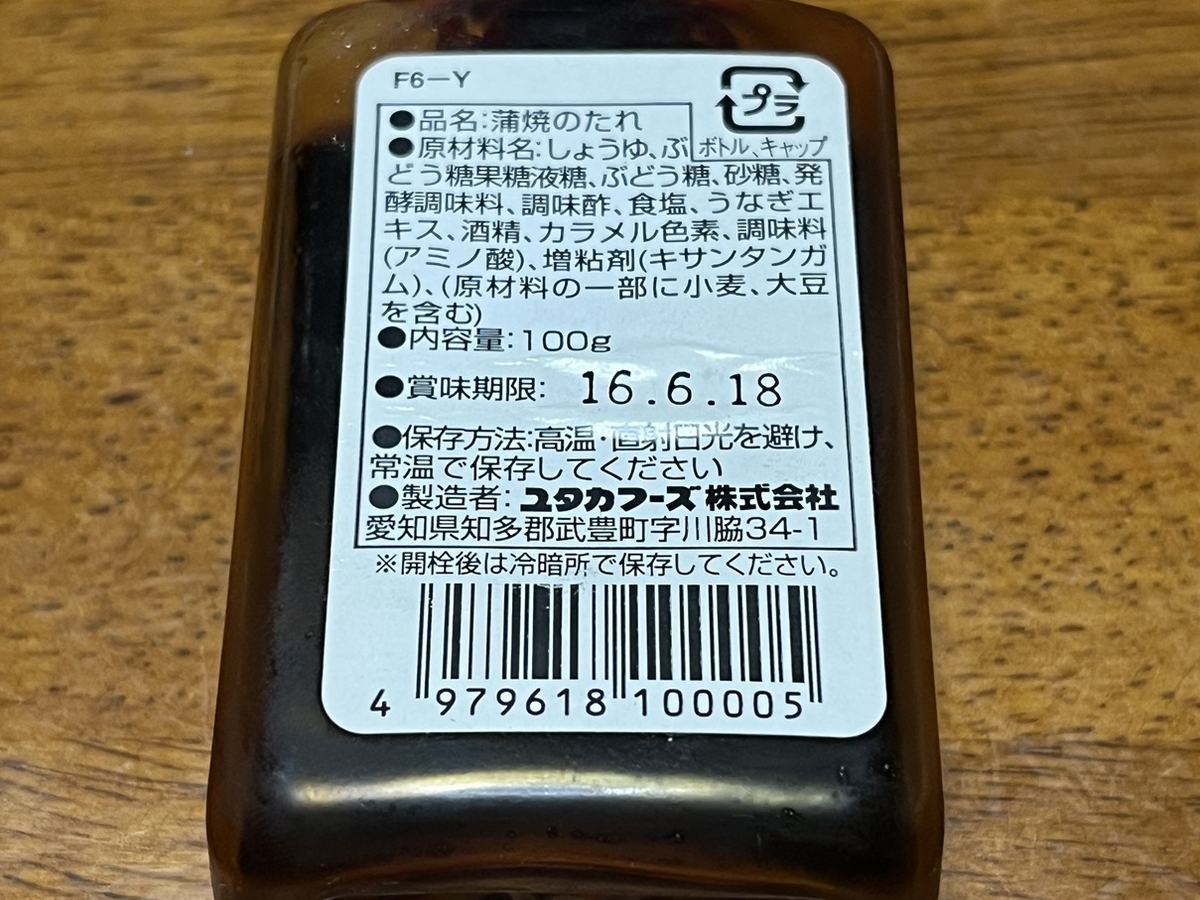 F6-Y
プラ
●品名:蒲焼のたれ
●原材料名:しょうゆ、ぶ
ボトル、キャップ
どう糖果糖液糖、ぶどう糖、砂糖、発
酵調味料、調味酢、食塩、うなぎエ
キス、酒精、カラメル色素、調味料
(アミノ酸)、増粘剤(キサンタンガ
ム)、(原材料の一部に小麦、大豆
を含む)
●内容量:100g
●賞味期限: 16.6.18
●保存方法:高温・直射日光を避け、
常温で保存してください
●製造者:ユタカフーズ株式会社
愛知県知多郡武豊町字川脇34-1
※開栓後は冷暗所で保存してください。
4 979618 100005